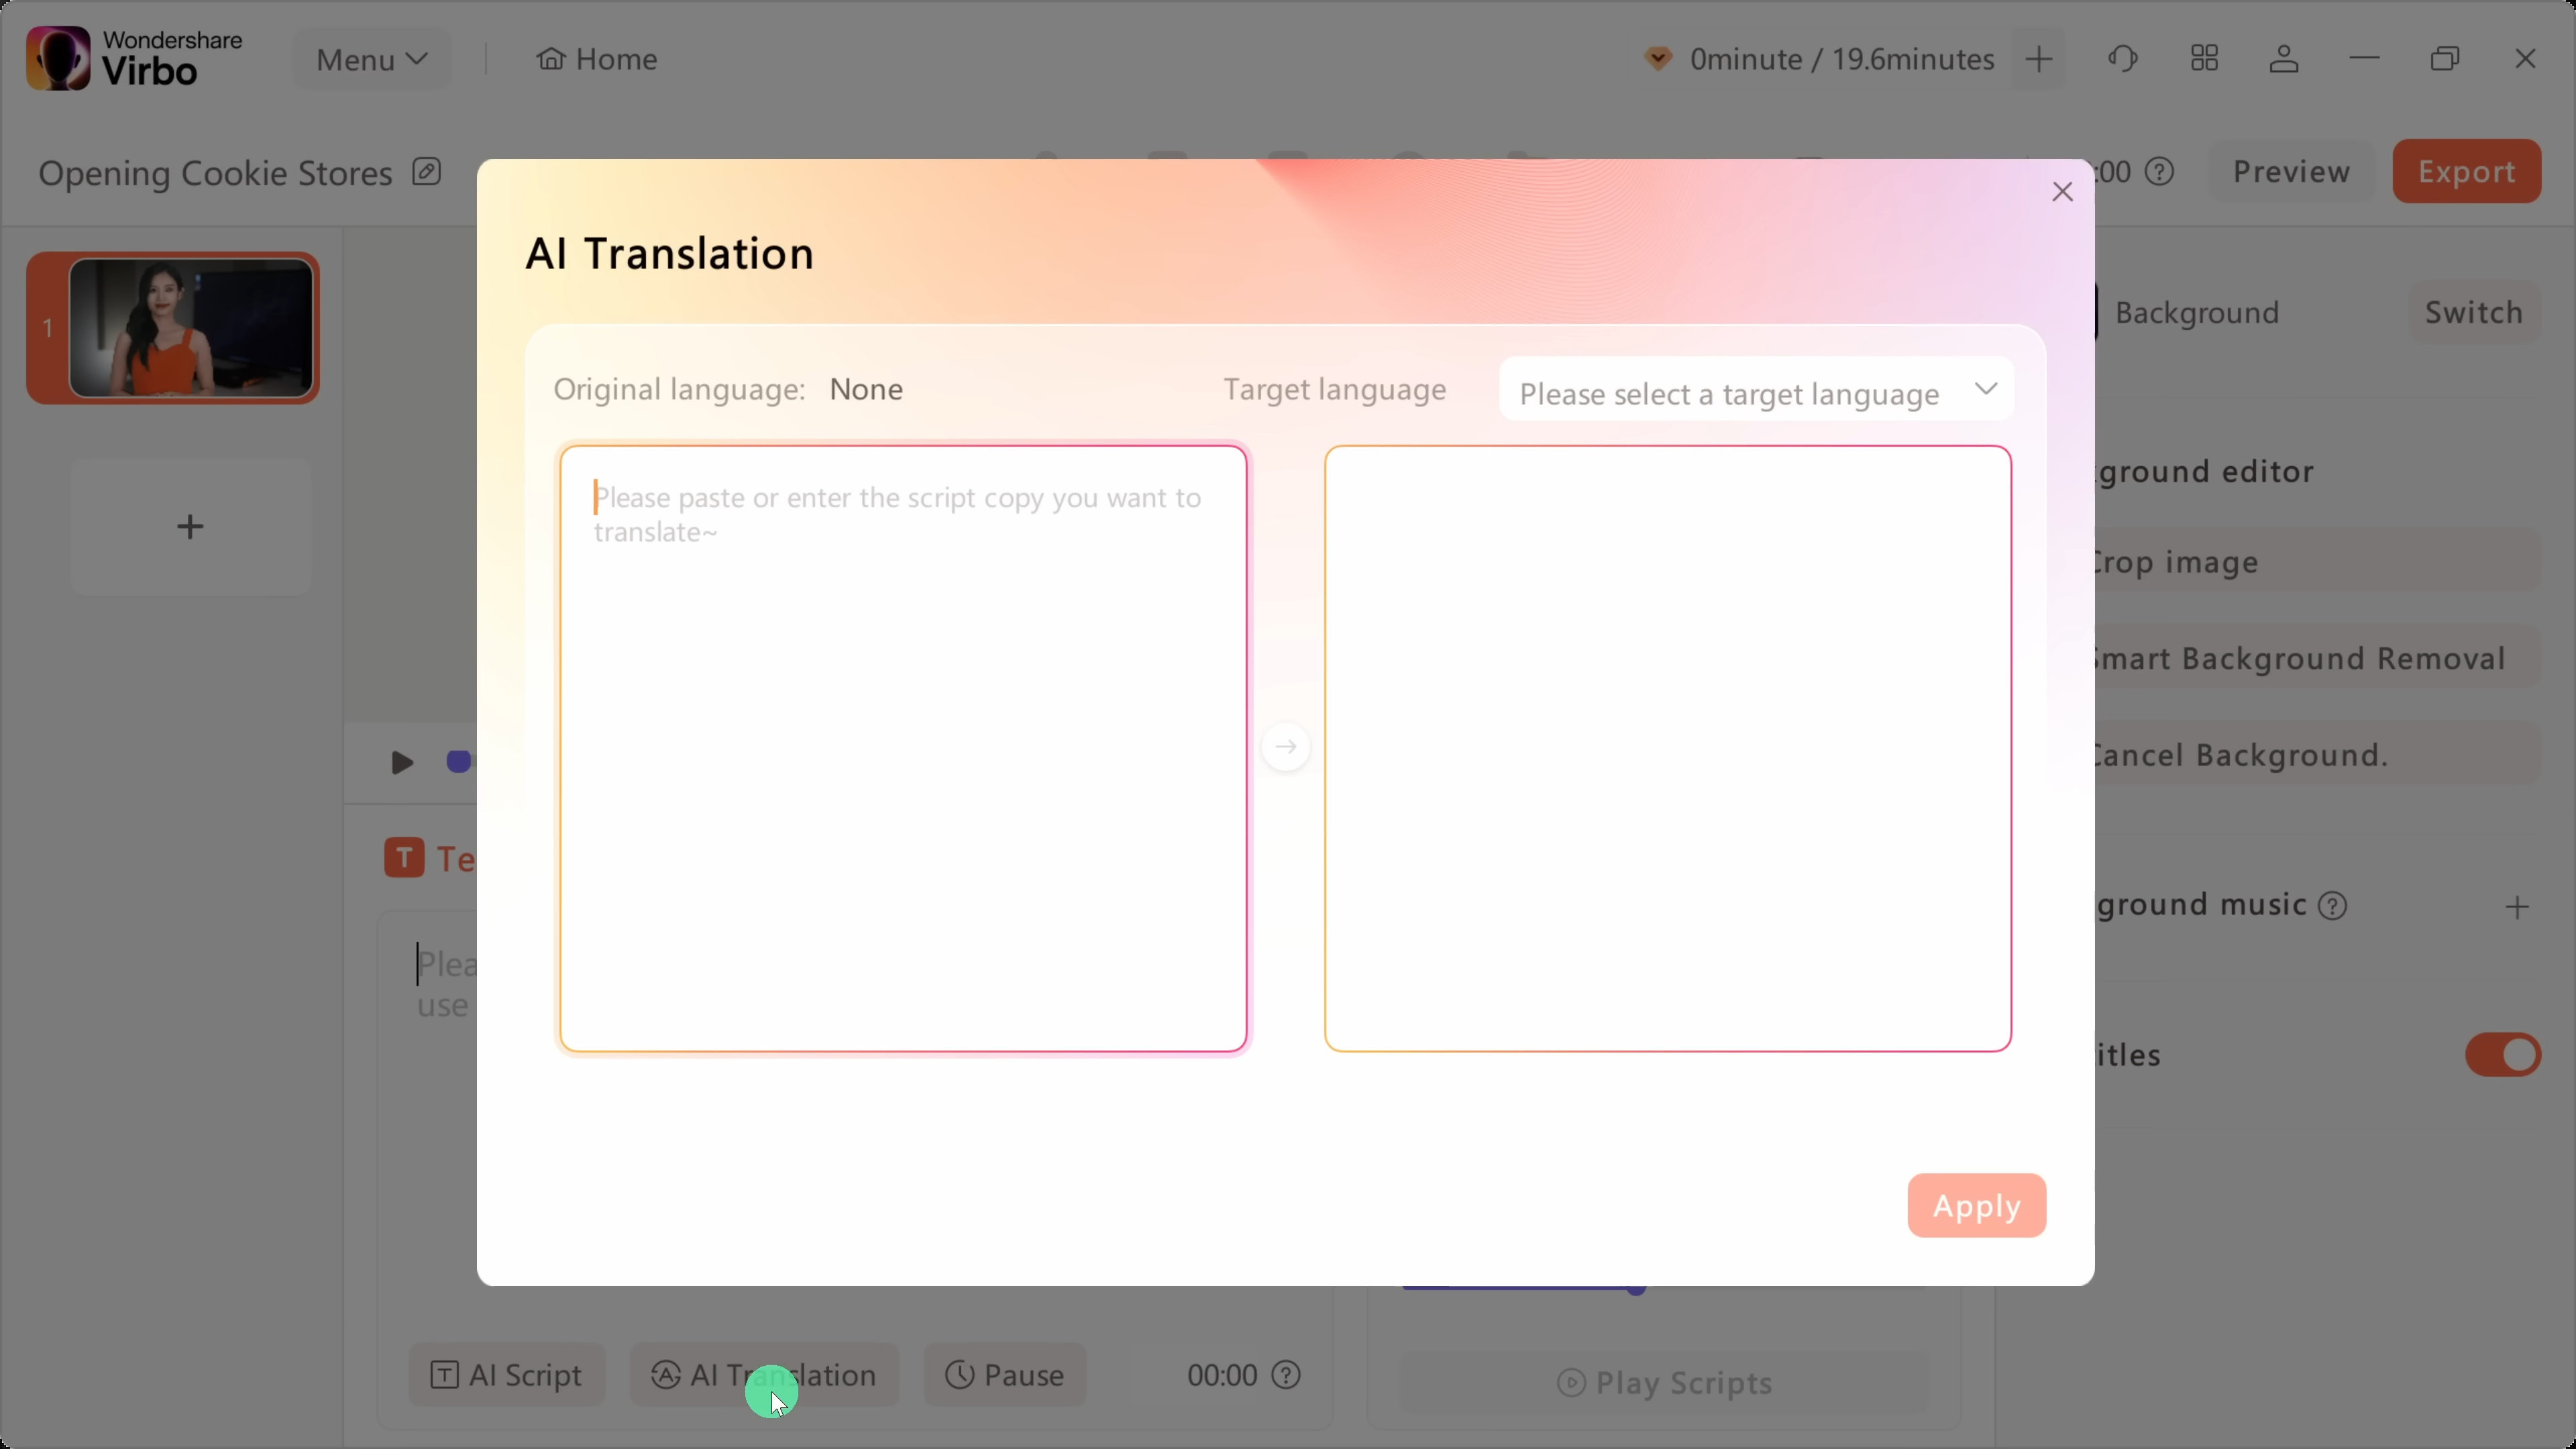 Wondershare
Virbo
Menu
Home
0minute / 19.6minutes
Opening Cookie Stores
:00
Preview
Export
AI Translation
1
Background
Switch
Original language: None
Target language
Please select a target language
Please paste or enter the script copy you want to
translate~
ground editor
Crop image
Smart Background Removal
Cancel Background.
T Te
ground music
Plea
use
itles
Apply
AI Script
AI Translation
Pause
00:00
Play Scripts